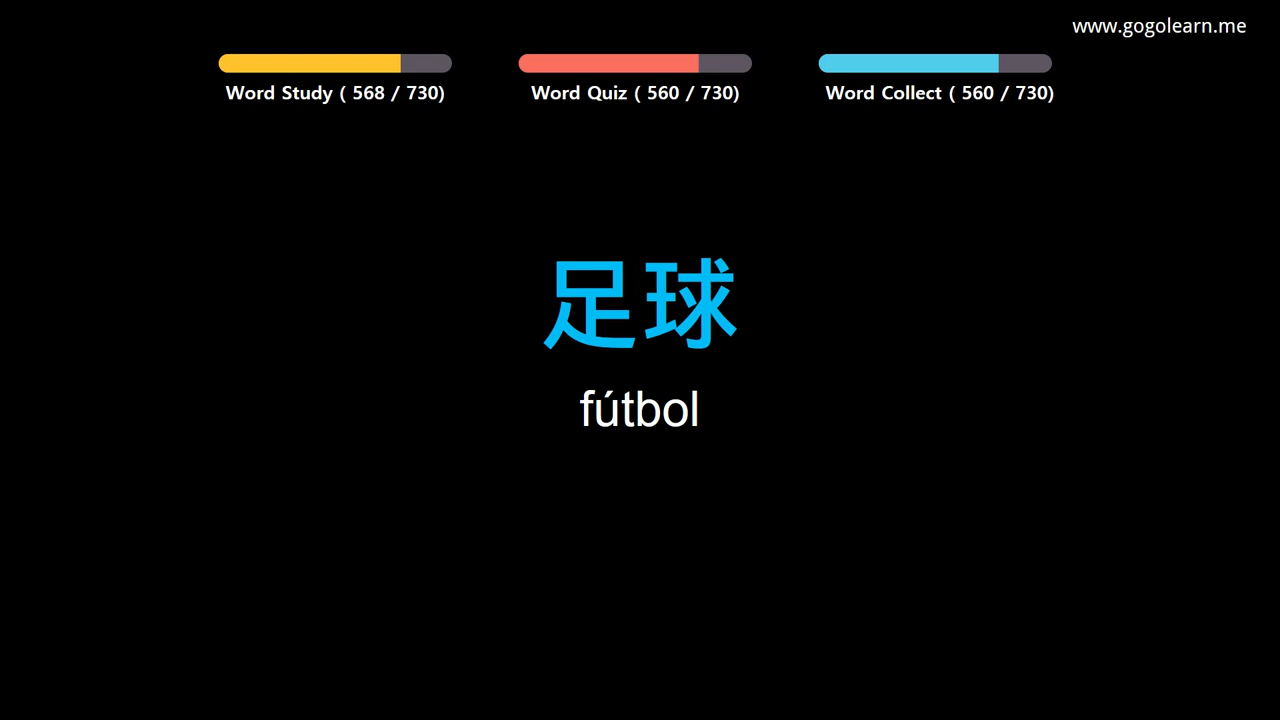 www.gogolearn.me
Word Study ( 568 / 730)
Word Quiz ( 560 / 730)
Word Collect ( 560 / 730)
足球
fútbol